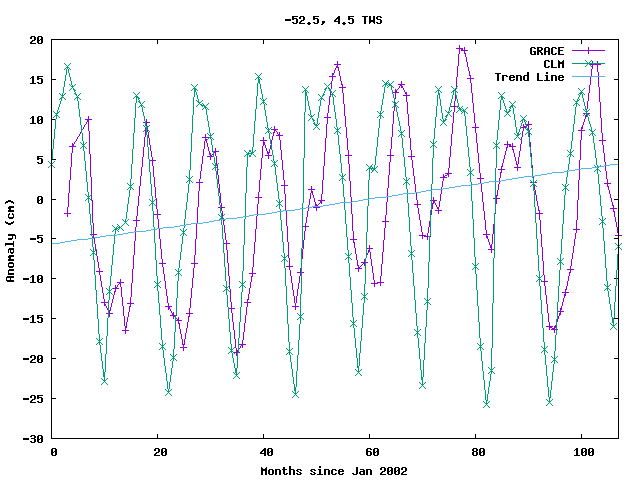 -52.5, 4.5 TWS
GRACE
CLM
Trend Line
20
15
10
5
0
-5
-10
-15
-20
-25
-30
Anomaly (cm)
0 20 40 60 80 100
Months since Jan 2002